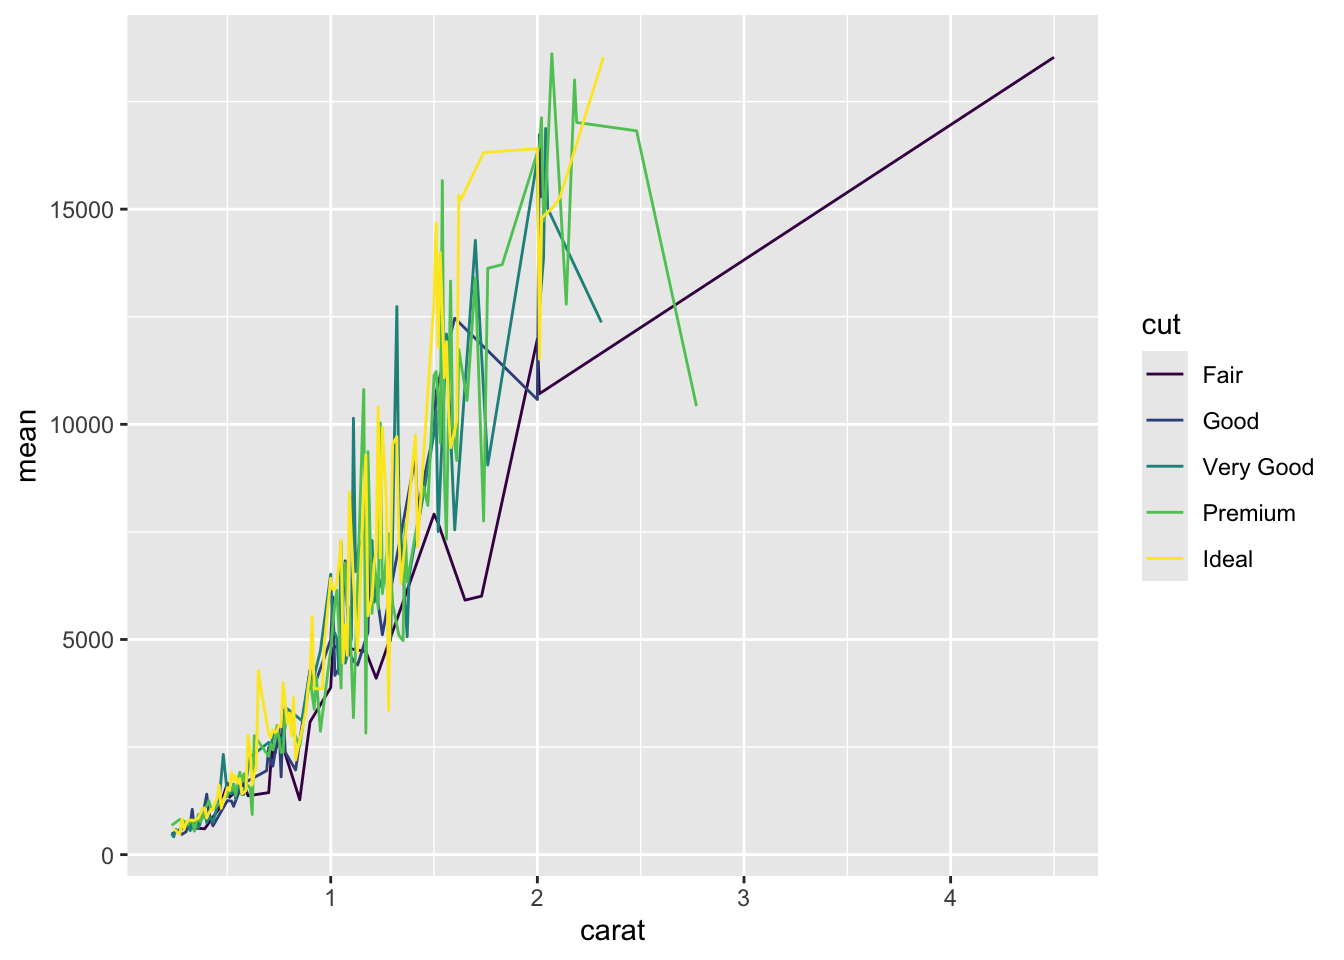 15000
10000
5000
0
mean
1 2 3 4
carat
cut
Fair
Good
Very Good
Premium
Ideal